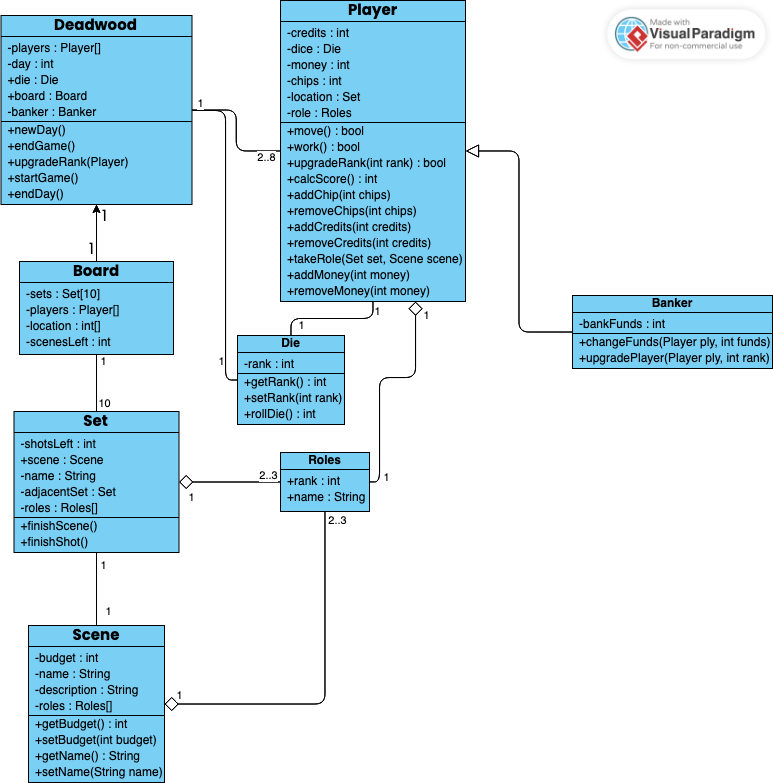 Deadwood
-players : Player[]
-day : int
+die : Die
+board : Board
-banker : Banker
+newDay()
+endGame()
+upgradeRank(Player)
+startGame()
+endDay()
Player
-credits : int
-dice : Die
-money : int
-chips : int
-location : Set
-role : Roles
+move() : bool
+work() : bool
+upgradeRank(int rank) : bool
+calcScore() : int
+addChip(int chips)
+removeChips(int chips)
+addCredits(int credits)
+removeCredits(int credits)
+takeRole(Set set, Scene scene)
+addMoney(int money)
+removeMoney(int money)
Made with
VisualParadigm
For non-commercial use
1
2..8
1
1
Board
-sets : Set[10]
-players : Player[]
-location : int[]
-scenesLeft : int
Banker
-bankFunds : int
+changeFunds(Player ply, int funds)
+upgradePlayer(Player ply, int rank)
1
1
1
1
Die
-rank : int
+getRank() : int
+setRank(int rank)
+rollDie() : int
1
10
Set
-shotsLeft : int
+scene : Scene
-name : String
-adjacentSet : Set
-roles : Roles[]
+finishScene()
+finishShot()
1
2..3
1
Roles
+rank : int
+name : String
2..3
1
1
Scene
-budget : int
-name : String
-description : String
-roles : Roles[]
+getBudget() : int
+setBudget(int budget)
+getName() : String
+setName(String name)
1